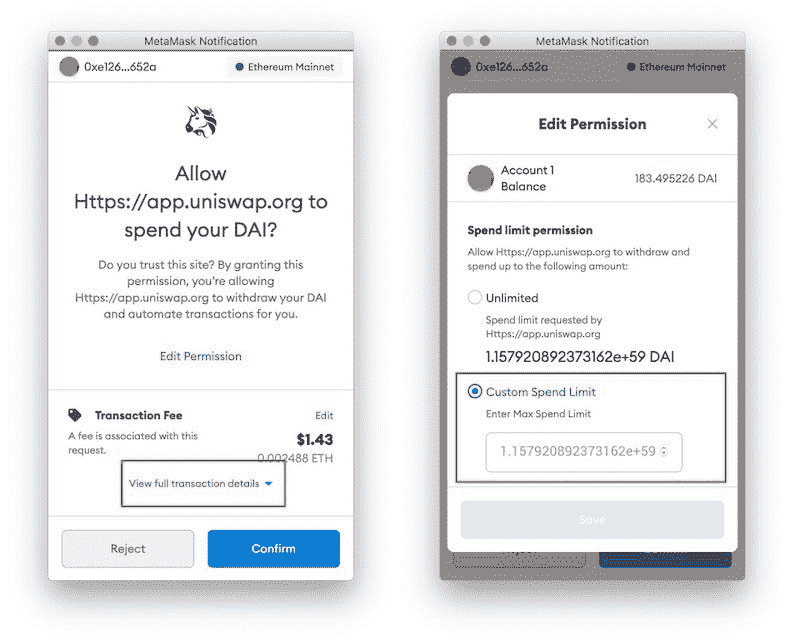 MetaMask Notification
0xe126...652a
Ethereum Mainnet
Allow
Https://app.uniswap.org to
spend your DAI?
Do you trust this site? By granting this
permission, you're allowing
Https://app.uniswap.org to withdraw your DAI
and automate transactions for you.
Edit Permission
Transaction Fee
Edit
A fee is associated with this
request.
$1.43
0.002488 ETH
View full transaction details
Reject
Confirm
MetaMask Notification
0xe126...652a
Ethereum Mainnet
Edit Permission
Account 1
Balance
183.495226 DAI
Spend limit permission
Allow Https://app.uniswap.org to withdraw and
spend up to the following amount:
Unlimited
Spend limit requested by
Https://app.uniswap.org
1.157920892373162e+59 DAI
Custom Spend Limit
Enter Max Spend Limit
1.157920892373162e+59
Save